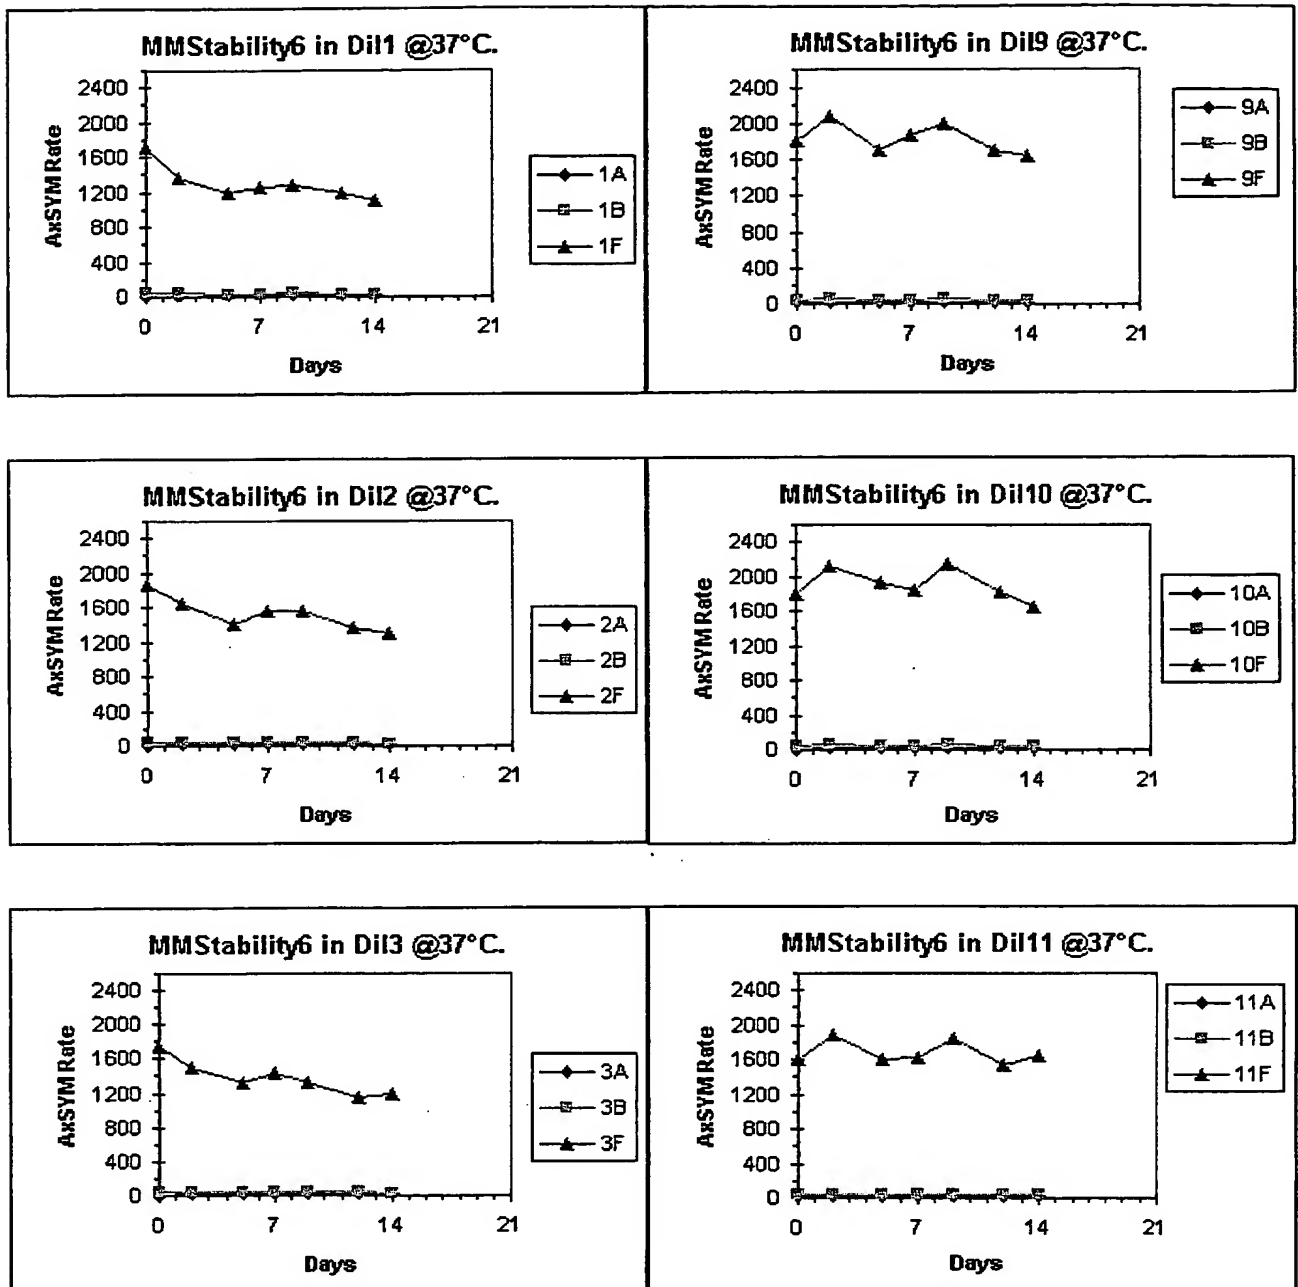 MMStability6 in Dil1 @37°C.
AxSYM Rate
2400
2000
1600
1200
800
400
0
0 7 14 21
Days
1A
1B
1F
MMStability6 in Dil9 @37°C.
AxSYM Rate
2400
2000
1600
1200
800
400
0
0 7 14 21
Days
9A
9B
9F
MMStability6 in Dil2 @37°C.
AxSYM Rate
2400
2000
1600
1200
800
400
0
0 7 14 21
Days
2A
2B
2F
MMStability6 in Dil10 @37°C.
AxSYM Rate
2400
2000
1600
1200
800
400
0
0 7 14 21
Days
10A
10B
10F
MMStability6 in Dil3 @37°C.
AxSYM Rate
2400
2000
1600
1200
800
400
0
0 7 14 21
Days
3A
3B
3F
MMStability6 in Dil11 @37°C.
AxSYM Rate
2400
2000
1600
1200
800
400
0
0 7 14 21
Days
11A
11B
11F